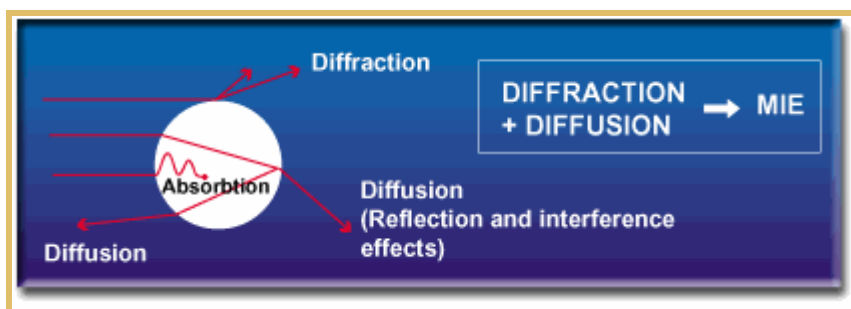 Diffraction
DIFFRACTION
+ DIFFUSION → MIE
Absorbtion
Diffusion
(Reflection and interference
effects)
Diffusion